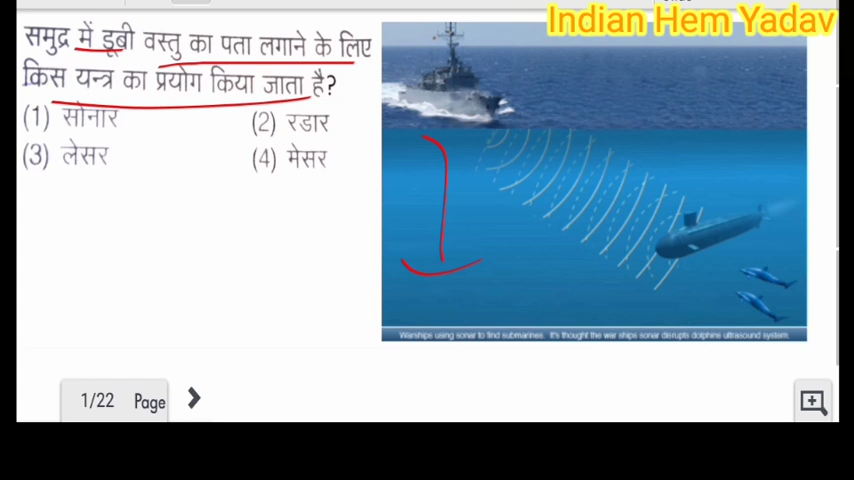 Indian Hem Yadav
समुद्र में डूबी वस्तु का पता लगाने के लिए
किस यन्त्र का प्रयोग किया जाता है?
(1) सोनार
(2) रडार
(3) लेसर
(4) मेसर
Warships using sonar to find submarines. It's thought the war ships sonar disrupts dolphins ultrasound system.
1/22 Page